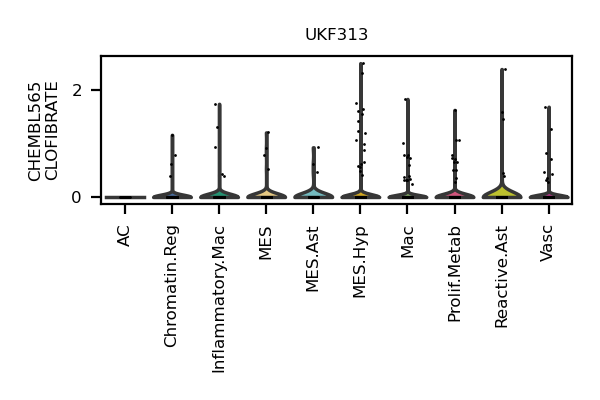 UKF313
CHEMBL565
CLOFIBRATE
2
0
AC
Chromatin.Reg
Inflammatory.Mac
MES
MES.Ast
MES.Hyp
Mac
Prolif.Metab
Reactive.Ast
Vasc